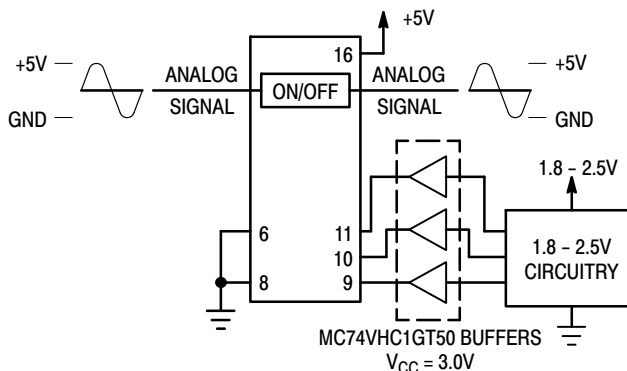 +5V
16
+5V
ANALOG
SIGNAL
ON/OFF
ANALOG
SIGNAL
+5V
GND
GND
1.8 – 2.5V
6
11
10
8
9
1.8 – 2.5V
CIRCUITRY
MC74VHC1GT50 BUFFERS
VCC = 3.0V